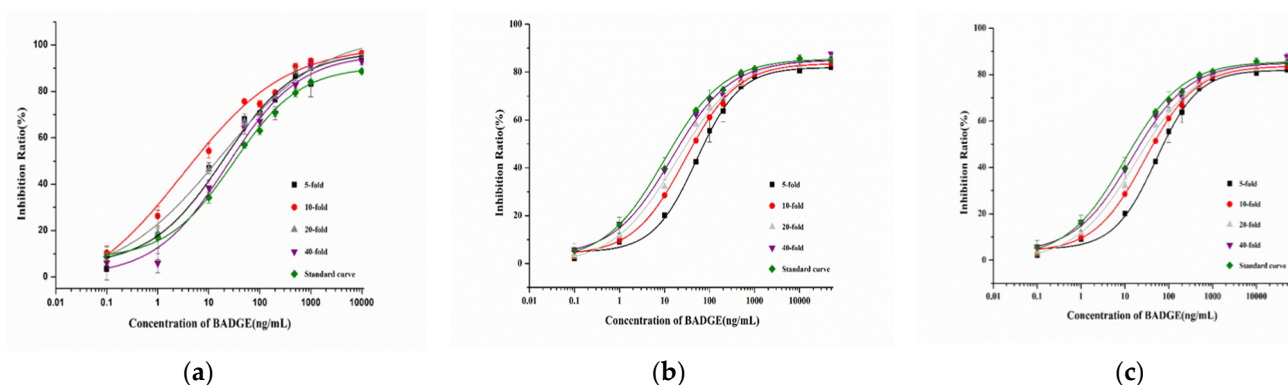 100
80
60
40
20
0
Inhibition Ratio(%)
5-fold
10-fold
20-fold
40-fold
Standard curve
0.01 0.1 1 10 100 1000 10000
Concentration of BADGE(ng/mL)
(a)
100
80
60
40
20
0
Inhibition Ratio(%)
5-fold
10-fold
20-fold
40-fold
Standard curve
0.01 0.1 1 10 100 1000 10000
Concentration of BADGE(ng/mL)
(b)
100
80
60
40
20
0
Inhibition Ratio(%)
5-fold
10-fold
20-fold
40-fold
Standard curve
0.01 0.1 1 10 100 1000 10000
Concentration of BADGE(ng/mL)
(c)